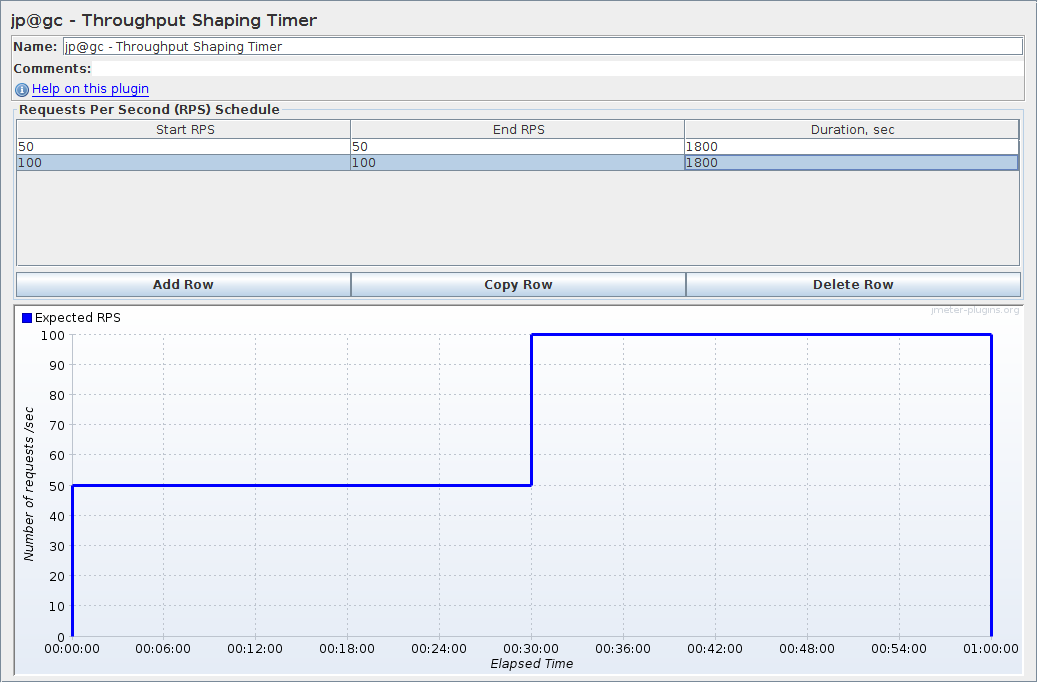 jp@gc - Throughput Shaping Timer
Name: jp@gc - Throughput Shaping Timer
Comments:
Help on this plugin
Requests Per Second (RPS) Schedule
Start RPS End RPS Duration, sec
50 50 1800
100 100 1800
Add Row Copy Row Delete Row
jmeter-plugins.org
Expected RPS
100
90
80
70
60
50
40
30
20
10
0
Number of requests /sec
00:00:00 00:06:00 00:12:00 00:18:00 00:24:00 00:30:00 00:36:00 00:42:00 00:48:00 00:54:00 01:00:00
Elapsed Time